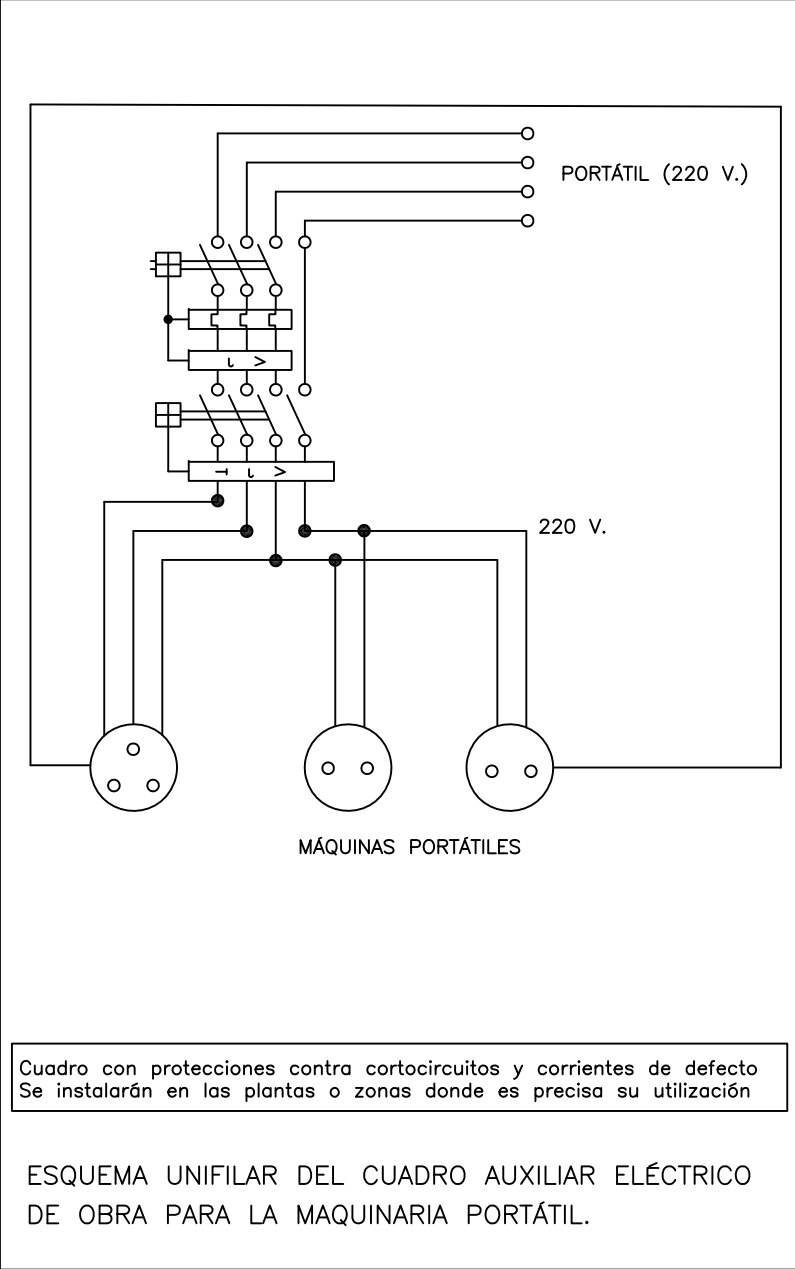 PORTÁTIL (220 V.)
220 V.
MÁQUINAS PORTÁTILES
Cuadro con protecciones contra cortocircuitos y corrientes de defecto
Se instalarán en las plantas o zonas donde es precisa su utilización
ESQUEMA UNIFILAR DEL CUADRO AUXILIAR ELÉCTRICO
DE OBRA PARA LA MAQUINARIA PORTÁTIL.